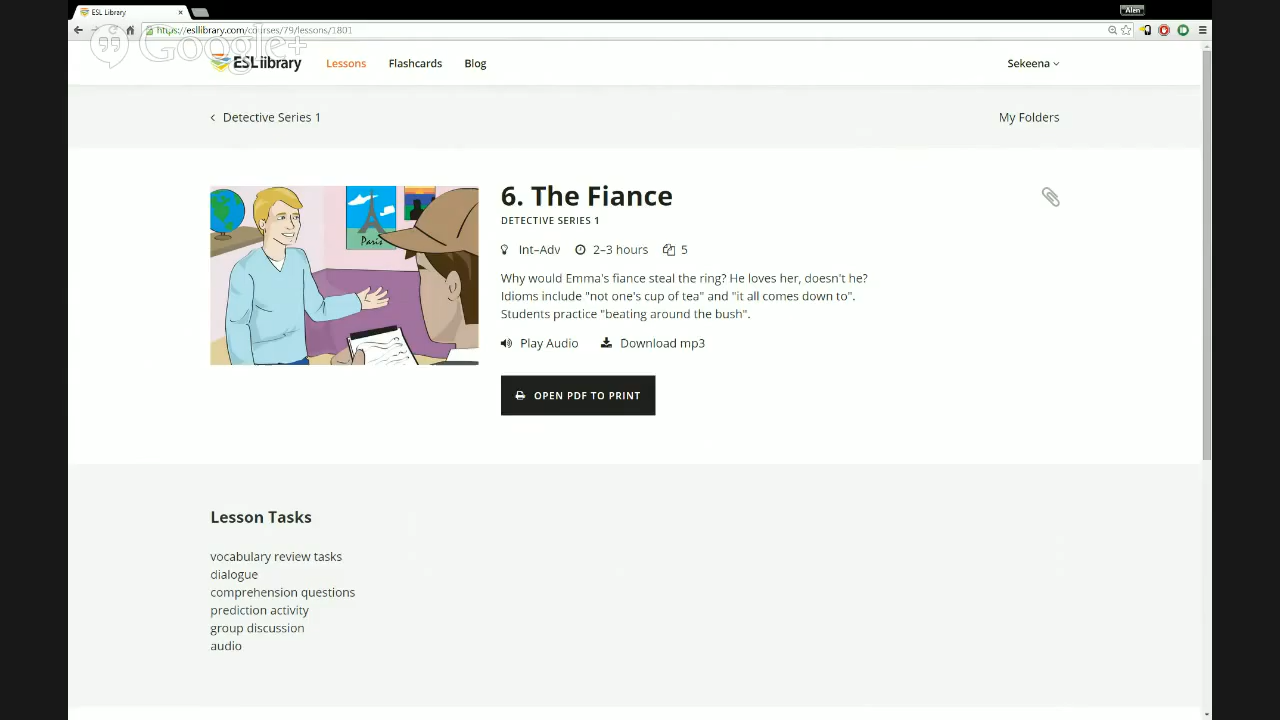 ESL Library
Alen
https://esllibrary.com/courses/79/lessons/1801
Google+
ESL library
Lessons
Flashcards
Blog
Sekeena
Detective Series 1
My Folders
Paris
6. The Fiance
DETECTIVE SERIES 1
Int–Adv
2–3 hours
5
Why would Emma's fiance steal the ring? He loves her, doesn't he?
Idioms include "not one's cup of tea" and "it all comes down to".
Students practice "beating around the bush".
Play Audio
Download mp3
OPEN PDF TO PRINT
Lesson Tasks
vocabulary review tasks
dialogue
comprehension questions
prediction activity
group discussion
audio